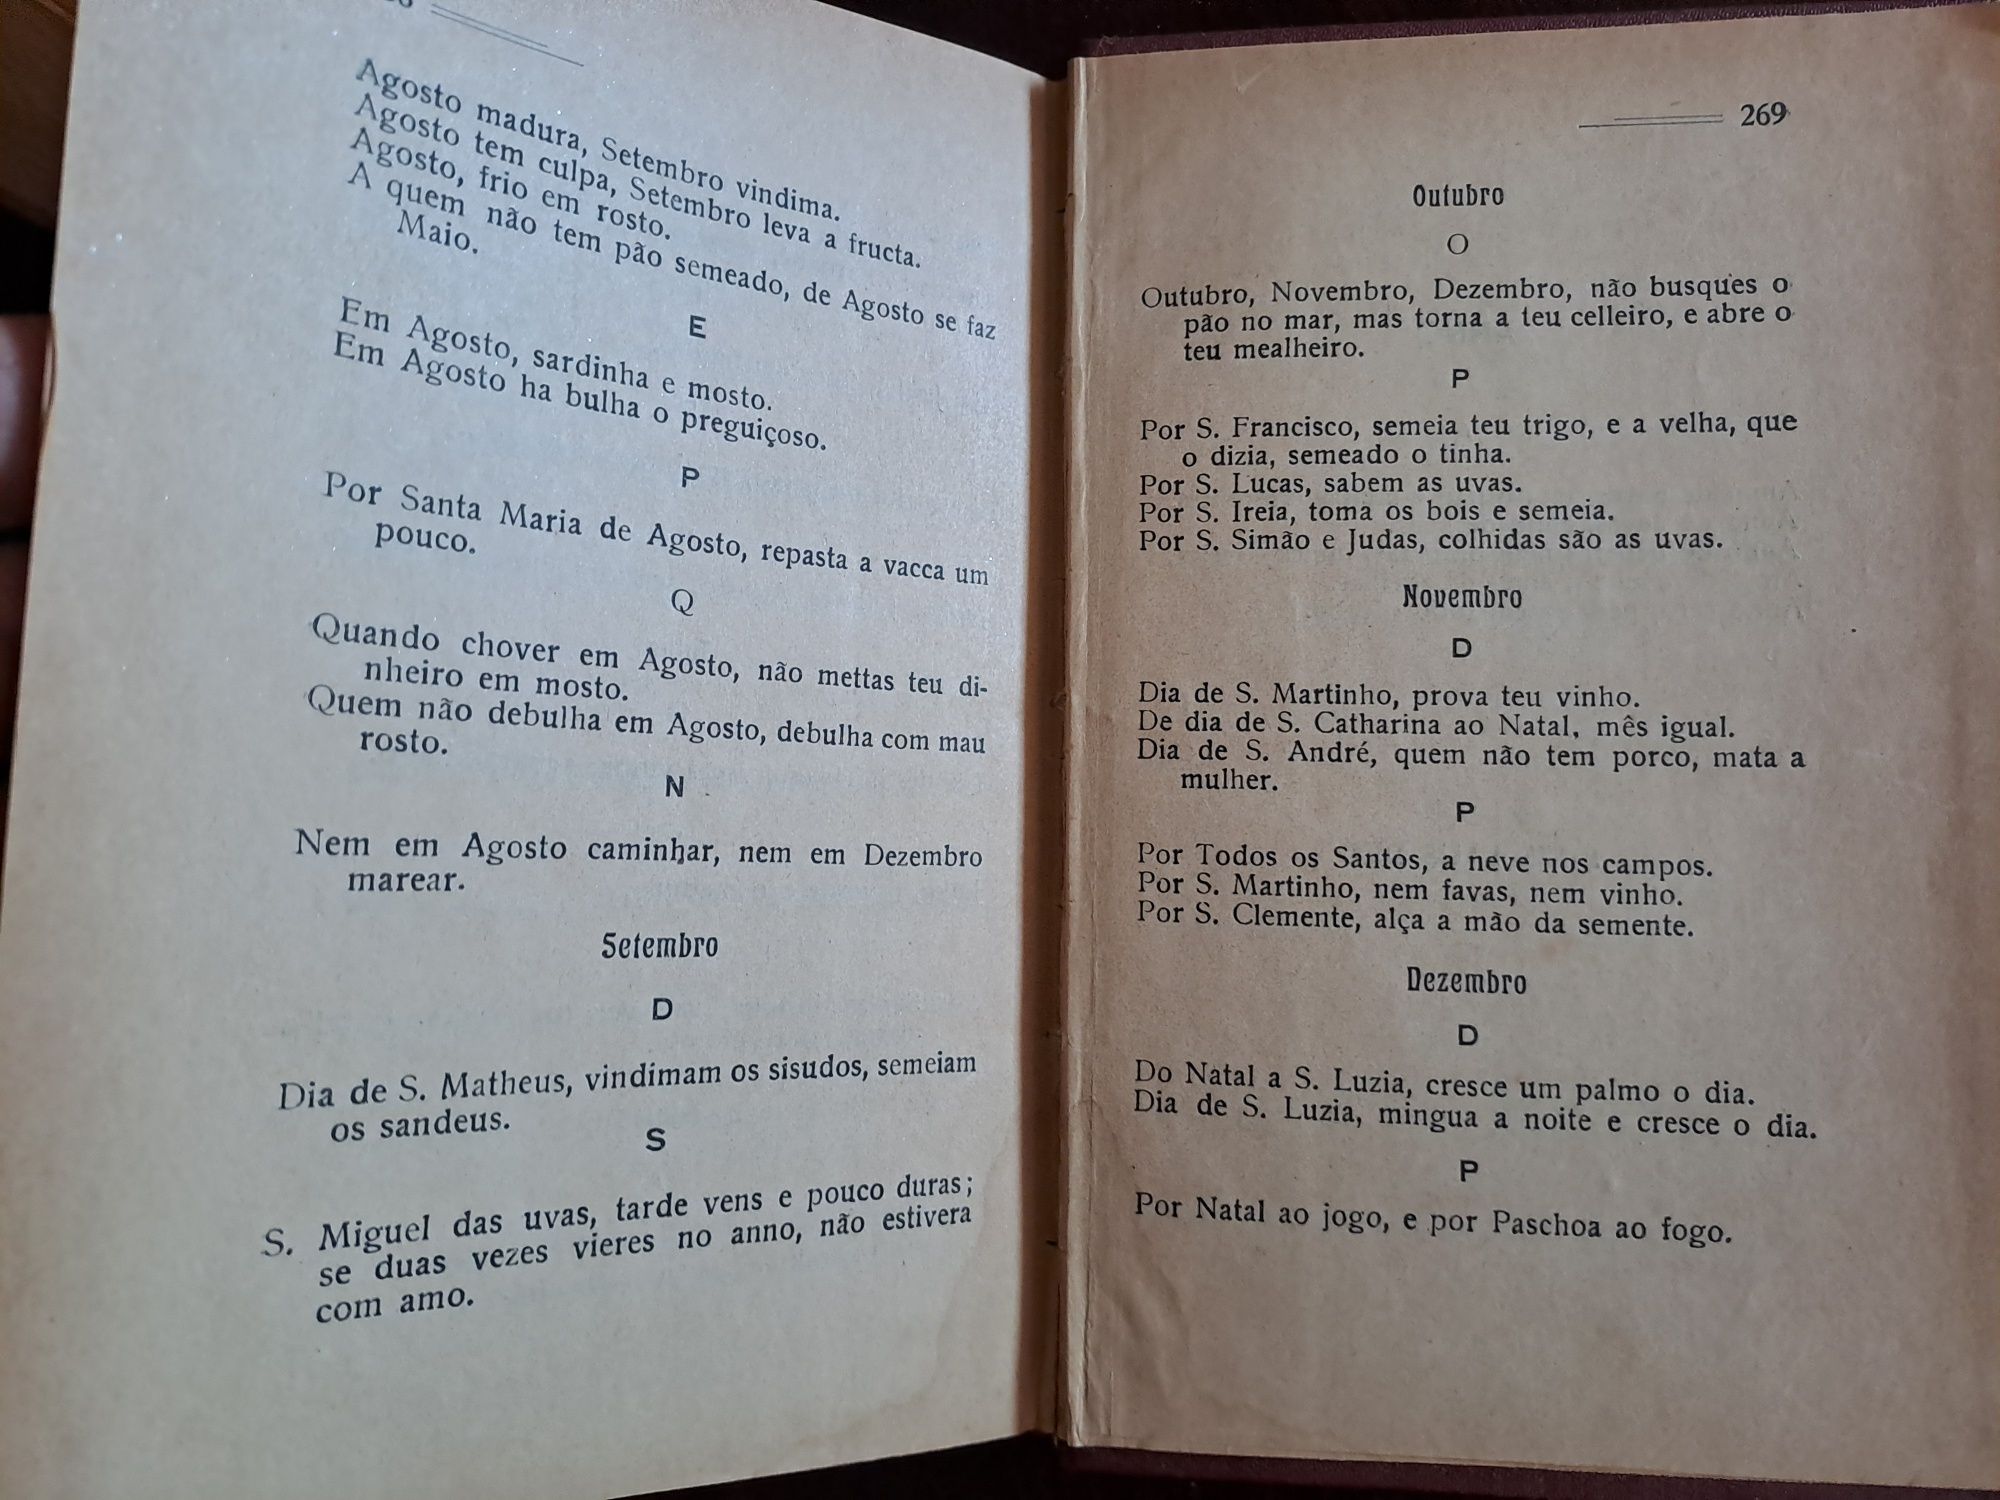 Agosto madura, Setembro vindima.
Agosto tem culpa, Setembro leva a fructa.
Agosto, frio em rosto.
A quem não tem pão semeado, de Agosto se faz
Maio.
E
Em Agosto, sardinha e mosto.
Em Agosto ha bulha o preguiçoso.
P
Por Santa Maria de Agosto, repasta a vacca um
pouco.
Q
Quando chover em Agosto, não mettas teu di-
nheiro em mosto.
Quem não debulha em Agosto, debulha com mau
rosto.
N
Nem em Agosto caminhar, nem em Dezembro
marear.
Setembro
D
Dia de S. Matheus, vindimam os sisudos, semeiam
os sandeus.
S
S. Miguel das uvas, tarde vens e pouco duras;
se duas vezes vieres no anno, não estivera
com amo.
269
Outubro
O
Outubro, Novembro, Dezembro, não busques o
pão no mar, mas torna a teu celleiro, e abre o
teu mealheiro.
P
Por S. Francisco, semeia teu trigo, e a velha, que
o dizia, semeado o tinha.
Por S. Lucas, sabem as uvas.
Por S. Ireia, toma os bois e semeia.
Por S. Simão e Judas, colhidas são as uvas.
Novembro
D
Dia de S. Martinho, prova teu vinho.
De dia de S. Catharina ao Natal, mês igual.
Dia de S. André, quem não tem porco, mata a
mulher.
P
Por Todos os Santos, a neve nos campos.
Por S. Martinho, nem favas, nem vinho.
Por S. Clemente, alça a mão da semente.
Dezembro
D
Do Natal a S. Luzia, cresce um palmo o dia.
Dia de S. Luzia, mingua a noite e cresce o dia.
P
Por Natal ao jogo, e por Paschoa ao fogo.